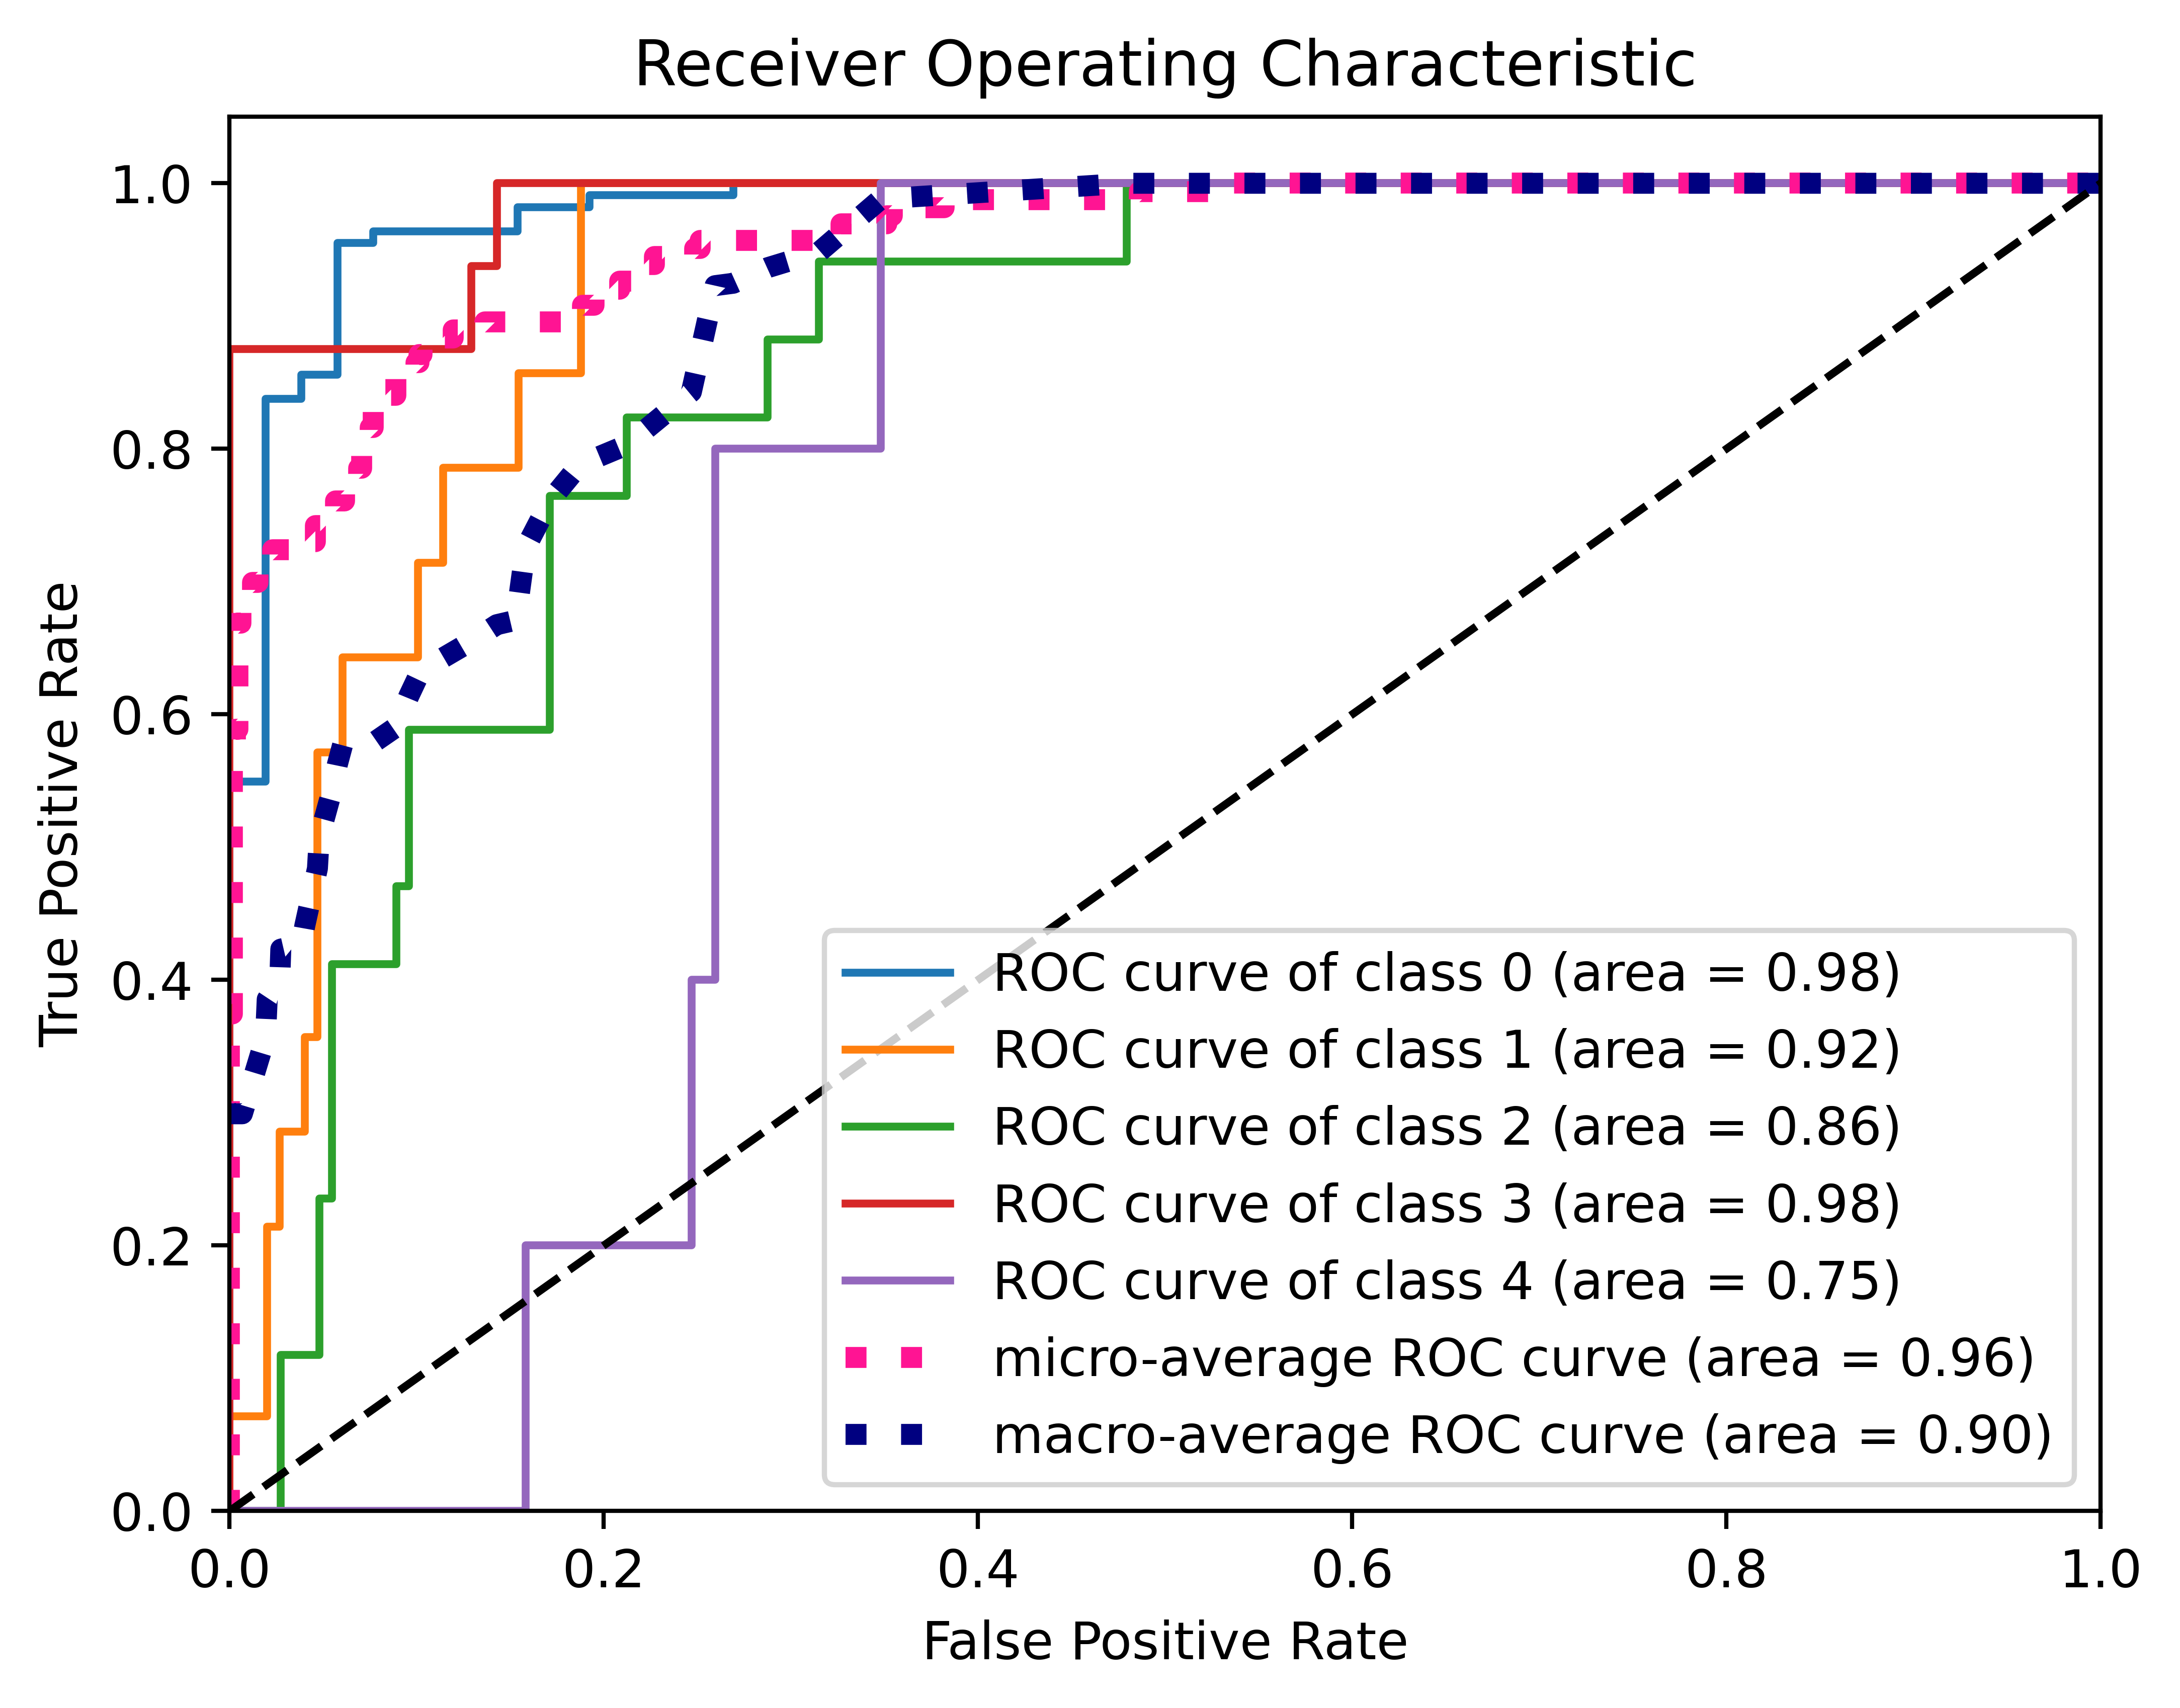 Receiver Operating Characteristic
True Positive Rate
1.0
0.8
0.6
0.4
0.2
0.0
ROC curve of class 0 (area = 0.98)
ROC curve of class 1 (area = 0.92)
ROC curve of class 2 (area = 0.86)
ROC curve of class 3 (area = 0.98)
ROC curve of class 4 (area = 0.75)
micro-average ROC curve (area = 0.96)
macro-average ROC curve (area = 0.90)
0.0 0.2 0.4 0.6 0.8 1.0
False Positive Rate